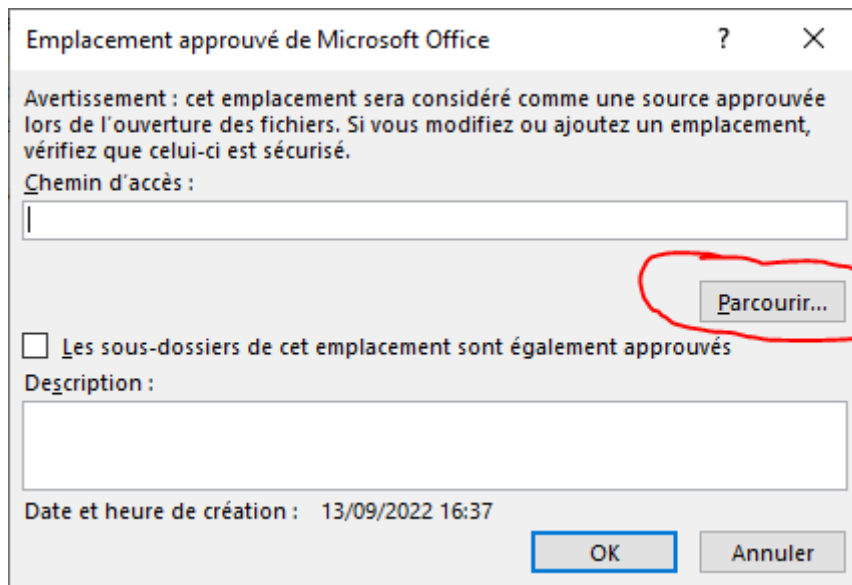 Emplacement approuvé de Microsoft Office ?
Avertissement : cet emplacement sera considéré comme une source approuvée
lors de l'ouverture des fichiers. Si vous modifiez ou ajoutez un emplacement,
vérifiez que celui-ci est sécurisé.
Chemin d'accès :
Parcourir...
Les sous-dossiers de cet emplacement sont également approuvés
Description :
Date et heure de création : 13/09/2022 16:37
OK Annuler